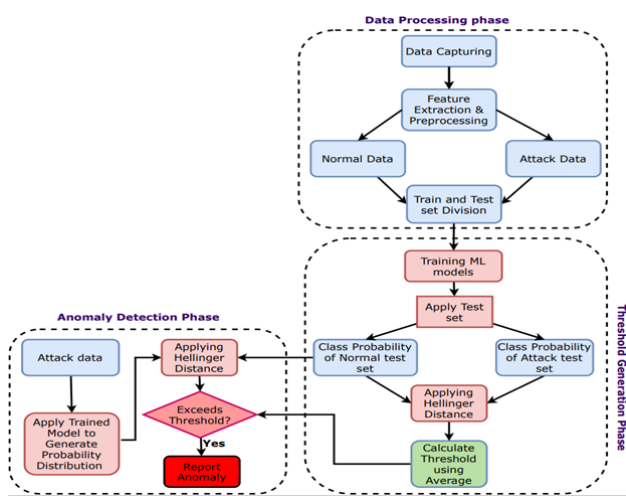 Data Processing phase
Data Capturing
Feature
Extraction &
Preprocessing
Normal Data
Attack Data
Train and Test
set Division
Training ML
models
Apply Test
set
Class Probability
of Normal test
set
Class Probability
of Attack test
set
Applying
Hellinger
Distance
Calculate
Threshold
using
Average
Threshold Generation Phase
Anomaly Detection Phase
Attack data
Apply Trained
Model to
Generate
Probability
Distribution
Applying
Hellinger
Distance
Exceeds
Threshold?
Yes
Report
Anomaly